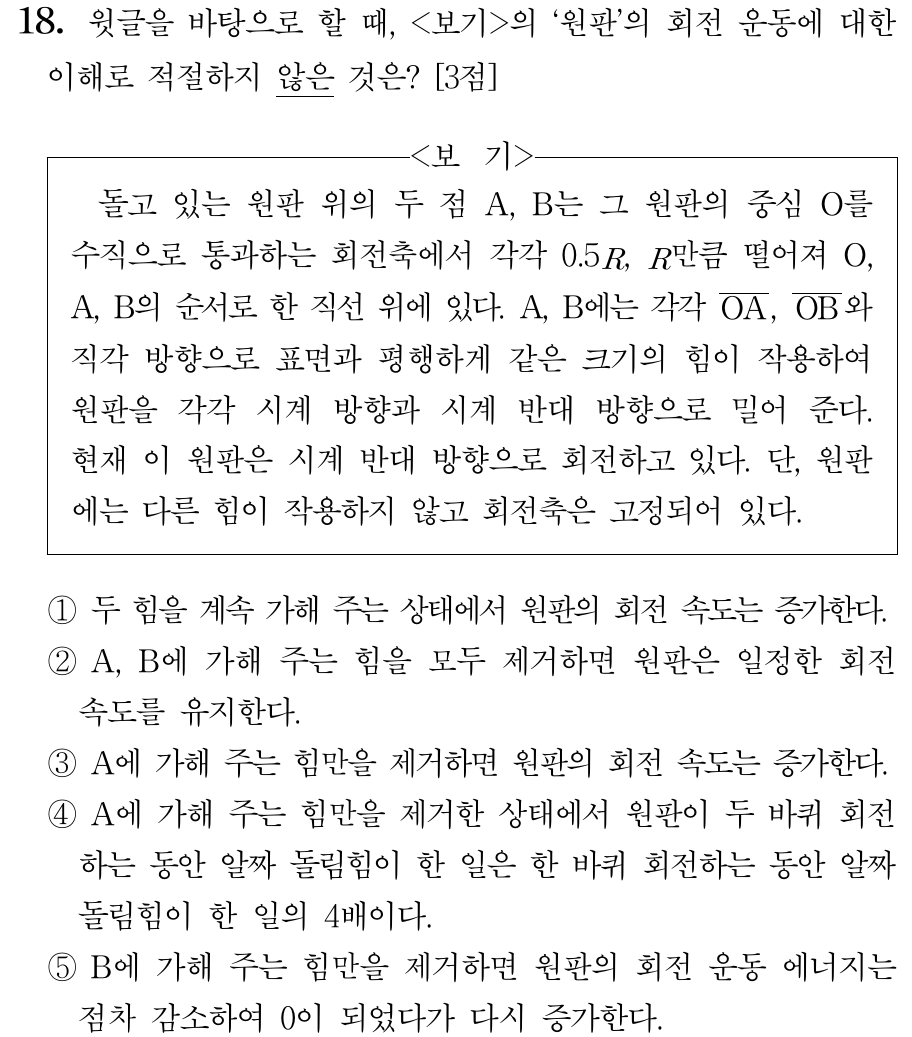 18. 윗글을 바탕으로 할 때, <보기>의 ‘원판’의 회전 운동에 대한
이해로 적절하지 않은 것은? [3점]
<보 기>
돌고 있는 원판 위의 두 점 A, B는 그 원판의 중심 O를
수직으로 통과하는 회전축에서 각각 0.5R, R만큼 떨어져 O,
A, B의 순서로 한 직선 위에 있다. A, B에는 각각 OA, OB와
직각 방향으로 표면과 평행하게 같은 크기의 힘이 작용하여
원판을 각각 시계 방향과 시계 반대 방향으로 밀어 준다.
현재 이 원판은 시계 반대 방향으로 회전하고 있다. 단, 원판
에는 다른 힘이 작용하지 않고 회전축은 고정되어 있다.
① 두 힘을 계속 가해 주는 상태에서 원판의 회전 속도는 증가한다.
② A, B에 가해 주는 힘을 모두 제거하면 원판은 일정한 회전
속도를 유지한다.
③ A에 가해 주는 힘만을 제거하면 원판의 회전 속도는 증가한다.
④ A에 가해 주는 힘만을 제거한 상태에서 원판이 두 바퀴 회전
하는 동안 알짜 돌림힘이 한 일은 한 바퀴 회전하는 동안 알짜
돌림힘이 한 일의 4배이다.
⑤ B에 가해 주는 힘만을 제거하면 원판의 회전 운동 에너지는
점차 감소하여 0이 되었다가 다시 증가한다.